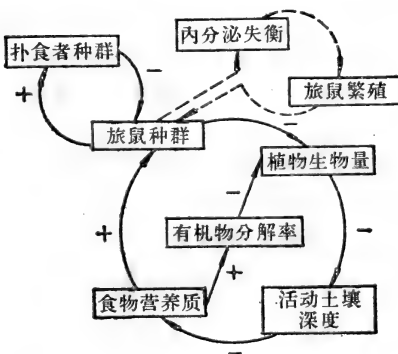 内分泌失衡
扑食者种群
−
+
旅鼠繁殖
旅鼠种群
−
植物生物量
−
+
有机物分解率
−
+
食物营养质
活动土壤
深度
−